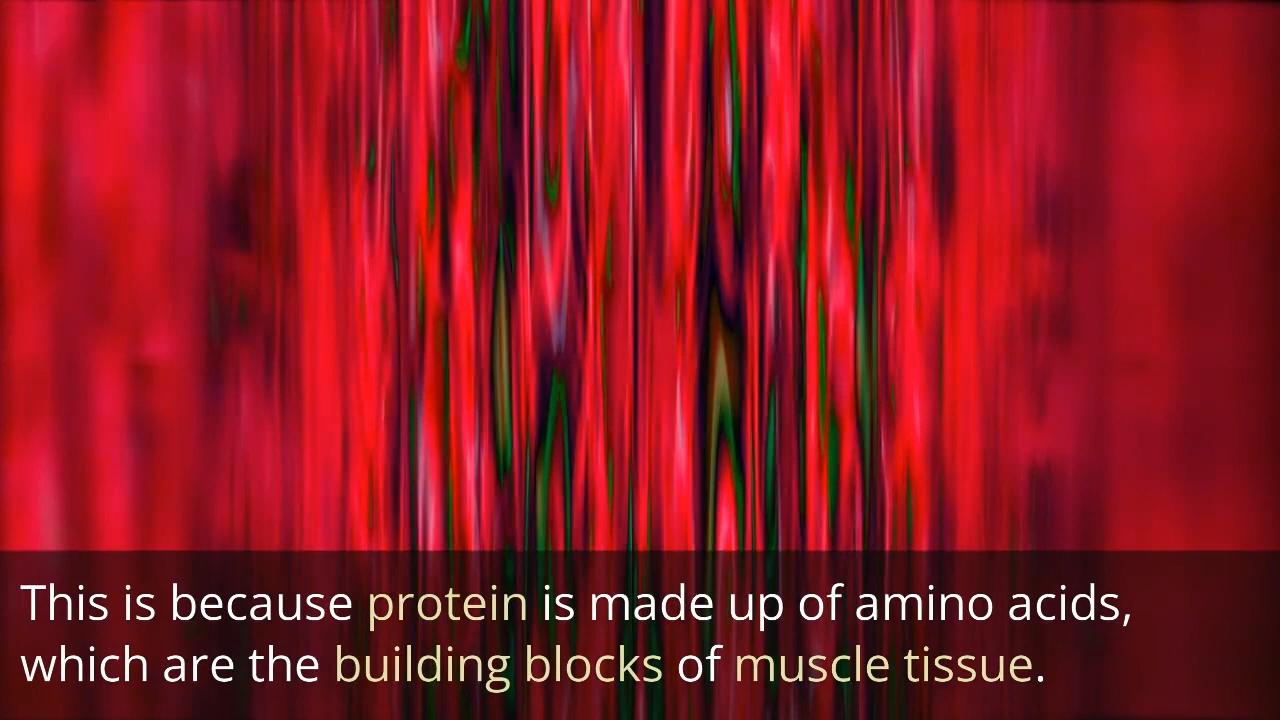 This is because protein is made up of amino acids,
which are the building blocks of muscle tissue.